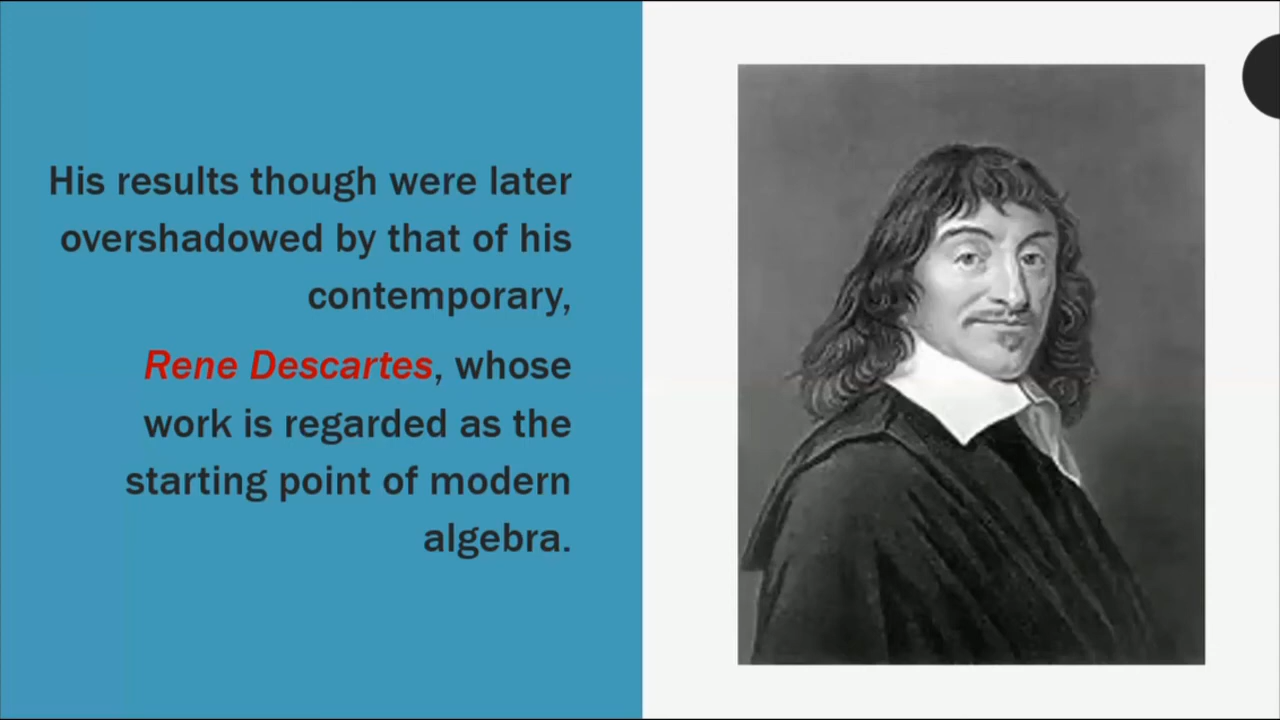 His results though were later
overshadowed by that of his
contemporary,
Rene Descartes, whose
work is regarded as the
starting point of modern
algebra.